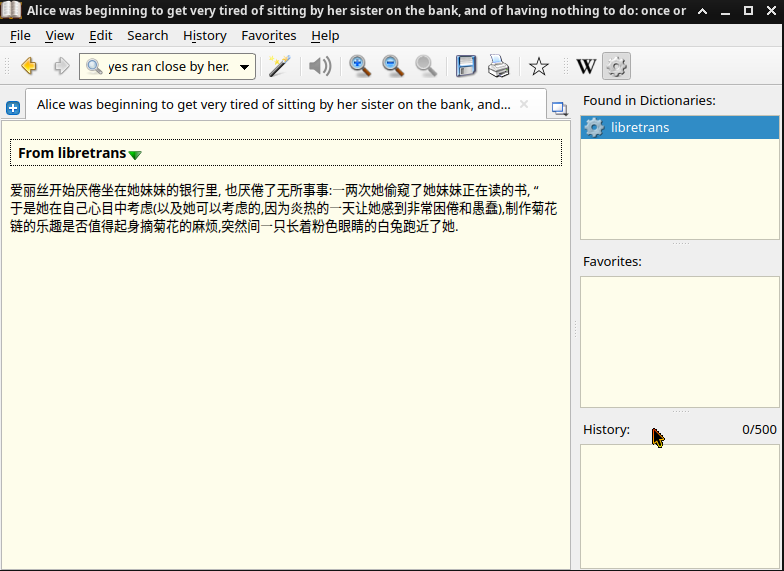 Alice was beginning to get very tired of sitting by her sister on the bank, and of having nothing to do: once or
File View Edit Search History Favorites Help
yes ran close by her.
W
Alice was beginning to get very tired of sitting by her sister on the bank, and...
Found in Dictionaries:
libretrans
From libretrans
爱丽丝开始厌倦坐在她妹妹的银行里, 也厌倦了无所事事:一两次她偷窥了她妹妹正在读的书, “
于是她在自己心目中考虑(以及她可以考虑的,因为炎热的一天让她感到非常困倦和愚蠢),制作菊花
链的乐趣是否值得起身摘菊花的麻烦,突然间一只长着粉色眼睛的白兔跑近了她.
Favorites:
History: 0/500